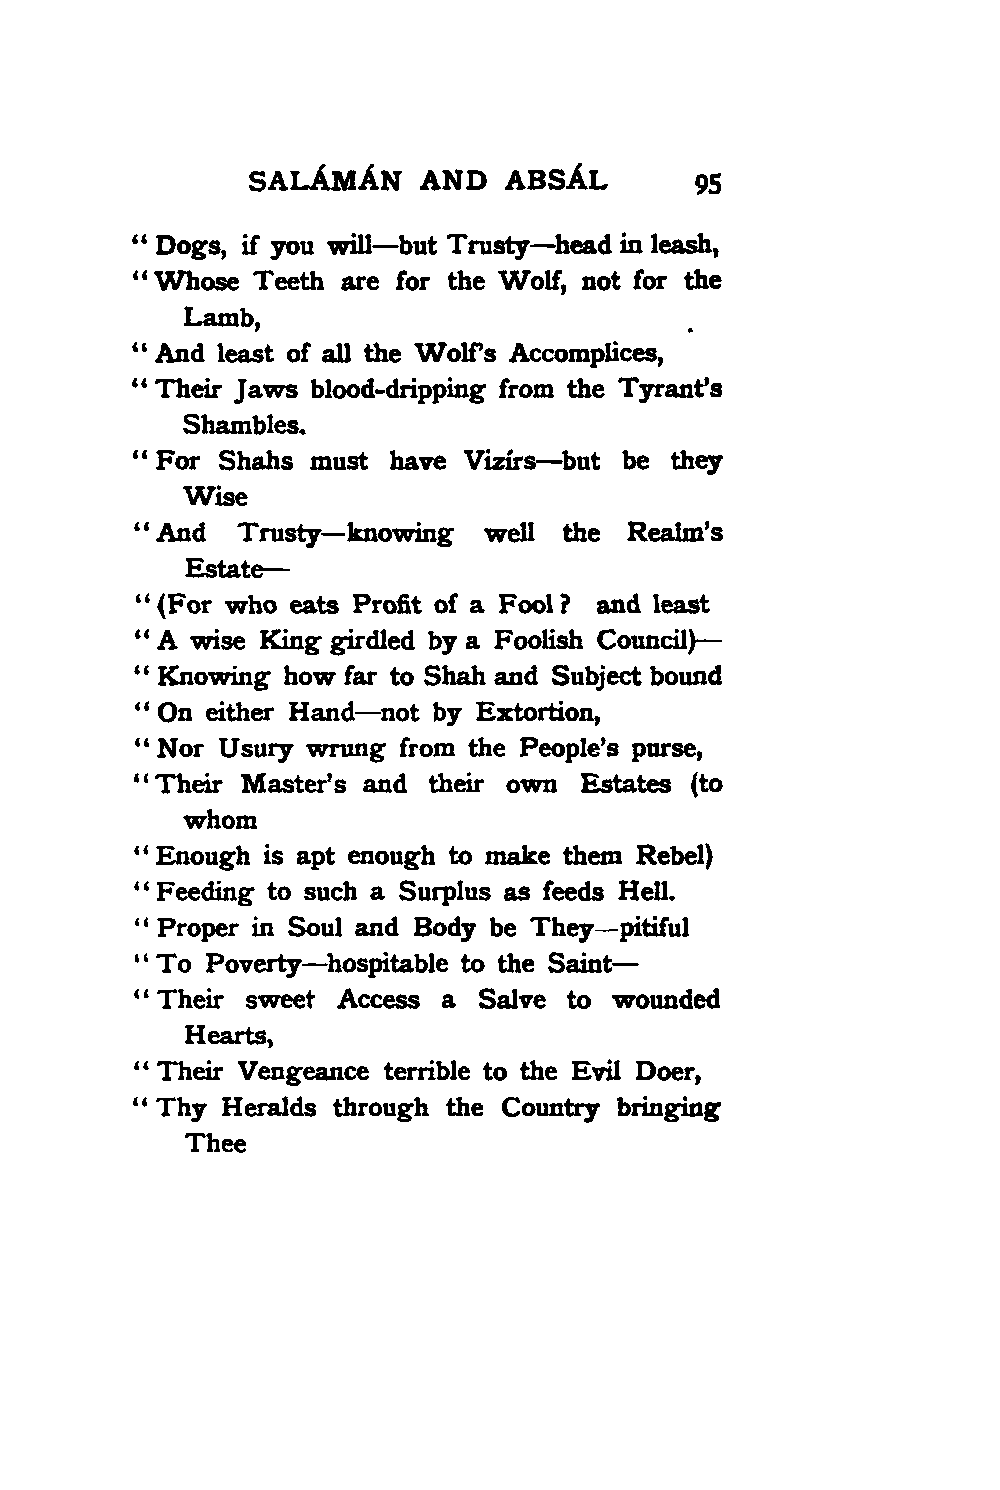 SALÁMÁN AND ABSÁL 95
“ Dogs, if you will—but Trusty—head in leash,
“ Whose Teeth are for the Wolf, not for the
Lamb,
“ And least of all the Wolf's Accomplices,
“ Their Jaws blood-dripping from the Tyrant's
Shambles.
“ For Shahs must have Vizírs—but be they
Wise
“ And Trusty—knowing well the Realm's
Estate—
“ (For who eats Profit of a Fool ? and least
“ A wise King girdled by a Foolish Council)—
“ Knowing how far to Shah and Subject bound
“ On either Hand—not by Extortion,
“ Nor Usury wrung from the People's purse,
“ Their Master's and their own Estates (to
whom
“ Enough is apt enough to make them Rebel)
“ Feeding to such a Surplus as feeds Hell.
“ Proper in Soul and Body be They—pitiful
“ To Poverty—hospitable to the Saint—
“ Their sweet Access a Salve to wounded
Hearts,
“ Their Vengeance terrible to the Evil Doer,
“ Thy Heralds through the Country bringing
Thee